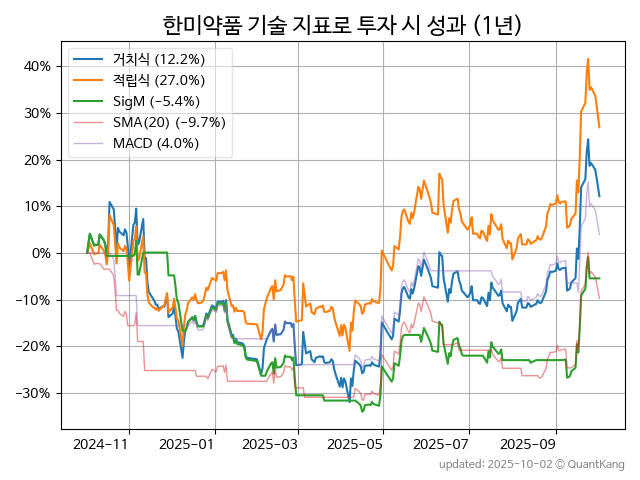 한미약품 기술 지표로 투자 시 성과 (1년)
거치식 (12.2%)
적립식 (27.0%)
SigM (−5.4%)
SMA(20) (−9.7%)
MACD (4.0%)
40%
30%
20%
10%
0%
−10%
−20%
−30%
2024-11 2025-01 2025-03 2025-05 2025-07 2025-09
updated: 2025-10-02 ⓒ QuantKang